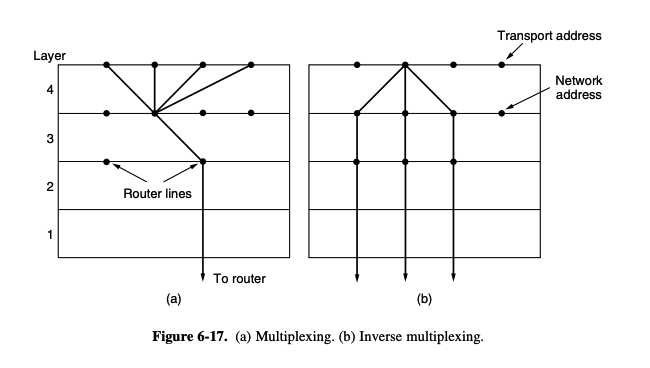 Transport address
Layer
Network
address
4
3
2
Router lines
1
To router
(a)
(b)
Figure 6-17. (a) Multiplexing. (b) Inverse multiplexing.